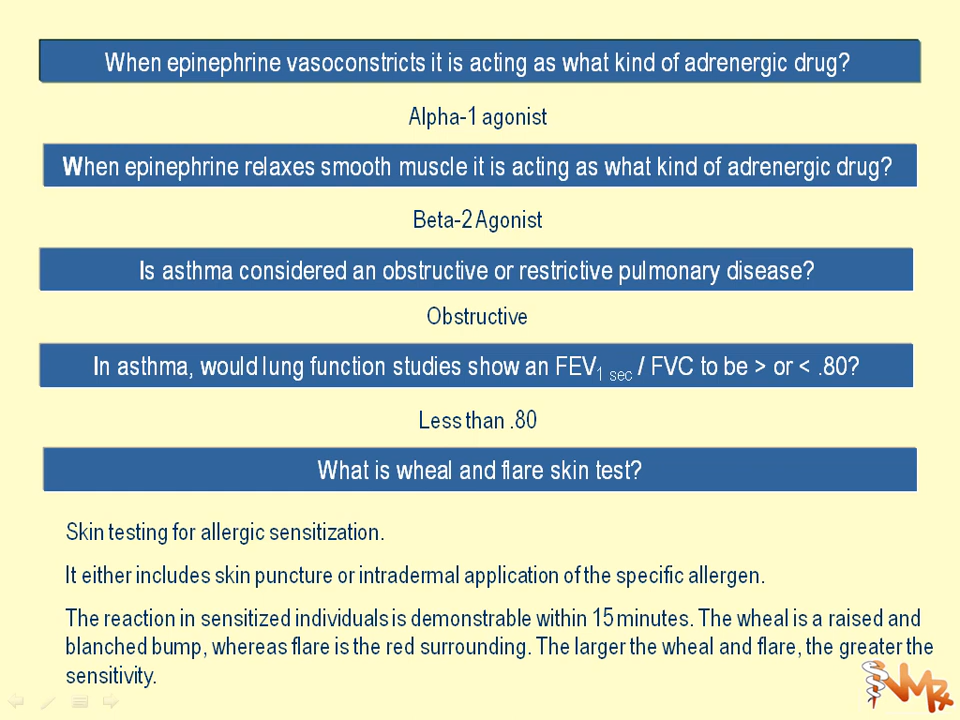 When epinephrine vasoconstricts it is acting as what kind of adrenergic drug?
Alpha-1 agonist
When epinephrine relaxes smooth muscle it is acting as what kind of adrenergic drug?
Beta-2 Agonist
Is asthma considered an obstructive or restrictive pulmonary disease?
Obstructive
In asthma, would lung function studies show an FEV1 sec / FVC to be > or < .80?
Less than .80
What is wheal and flare skin test?
Skin testing for allergic sensitization.
It either includes skin puncture or intradermal application of the specific allergen.
The reaction in sensitized individuals is demonstrable within 15 minutes. The wheal is a raised and
blanched bump, whereas flare is the red surrounding. The larger the wheal and flare, the greater the
sensitivity.